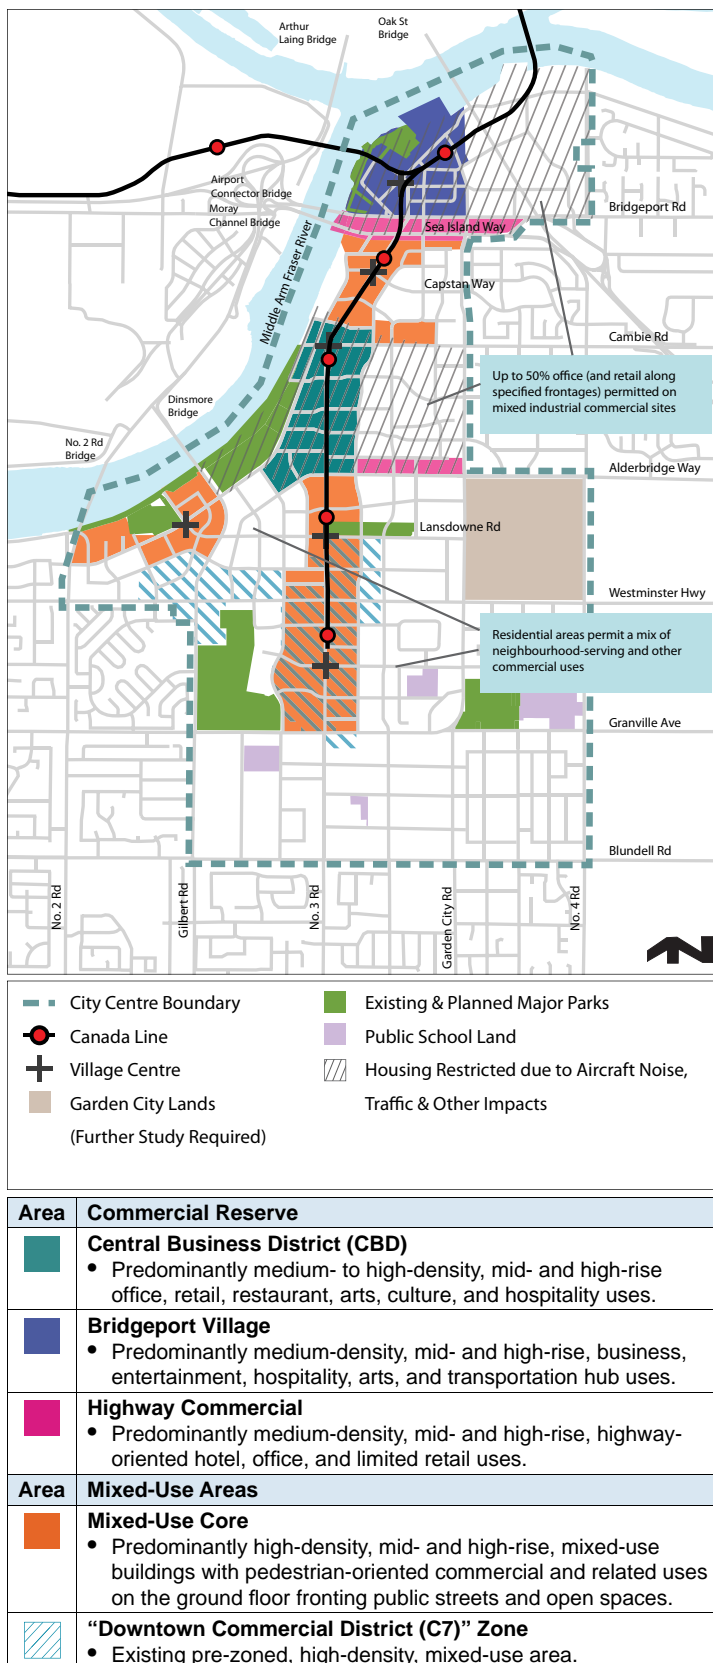 Arthur
Laing Bridge
Oak St
Bridge
Airport
Connector Bridge
Moray
Channel Bridge
Bridgeport Rd
Sea Island Way
Middle Arm Fraser River
Capstan Way
Cambie Rd
Up to 50% office (and retail along
specified frontages) permitted on
mixed industrial commercial sites
Dinsmore
Bridge
No. 2 Rd
Bridge
Alderbridge Way
Lansdowne Rd
Westminster Hwy
Residential areas permit a mix of
neighbourhood-serving and other
commercial uses
Granville Ave
Blundell Rd
No. 2 Rd
Gilbert Rd
No. 3 Rd
Garden City Rd
No. 4 Rd
N
City Centre Boundary
Canada Line
Village Centre
Garden City Lands
(Further Study Required)
Existing & Planned Major Parks
Public School Land
Housing Restricted due to Aircraft Noise,
Traffic & Other Impacts
Area Commercial Reserve
Central Business District (CBD)
• Predominantly medium- to high-density, mid- and high-rise
office, retail, restaurant, arts, culture, and hospitality uses.
Bridgeport Village
• Predominantly medium-density, mid- and high-rise, business,
entertainment, hospitality, arts, and transportation hub uses.
Highway Commercial
• Predominantly medium-density, mid- and high-rise, highway-
oriented hotel, office, and limited retail uses.
Area Mixed-Use Areas
Mixed-Use Core
• Predominantly high-density, mid- and high-rise, mixed-use
buildings with pedestrian-oriented commercial and related uses
on the ground floor fronting public streets and open spaces.
“Downtown Commercial District (C7)” Zone
• Existing pre-zoned, high-density, mixed-use area.